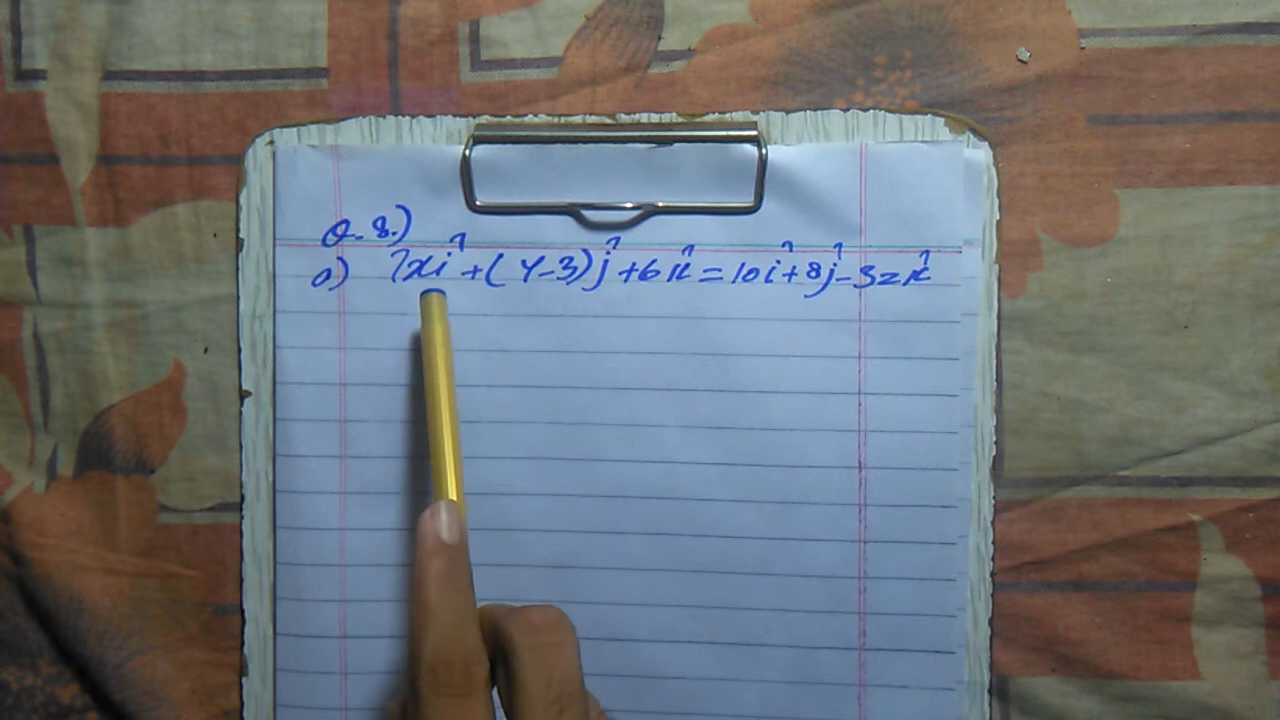 Q.8.)
a) 7xî + (Y-3)ĵ + 6k̂ = 10î + 8ĵ - 3zk̂